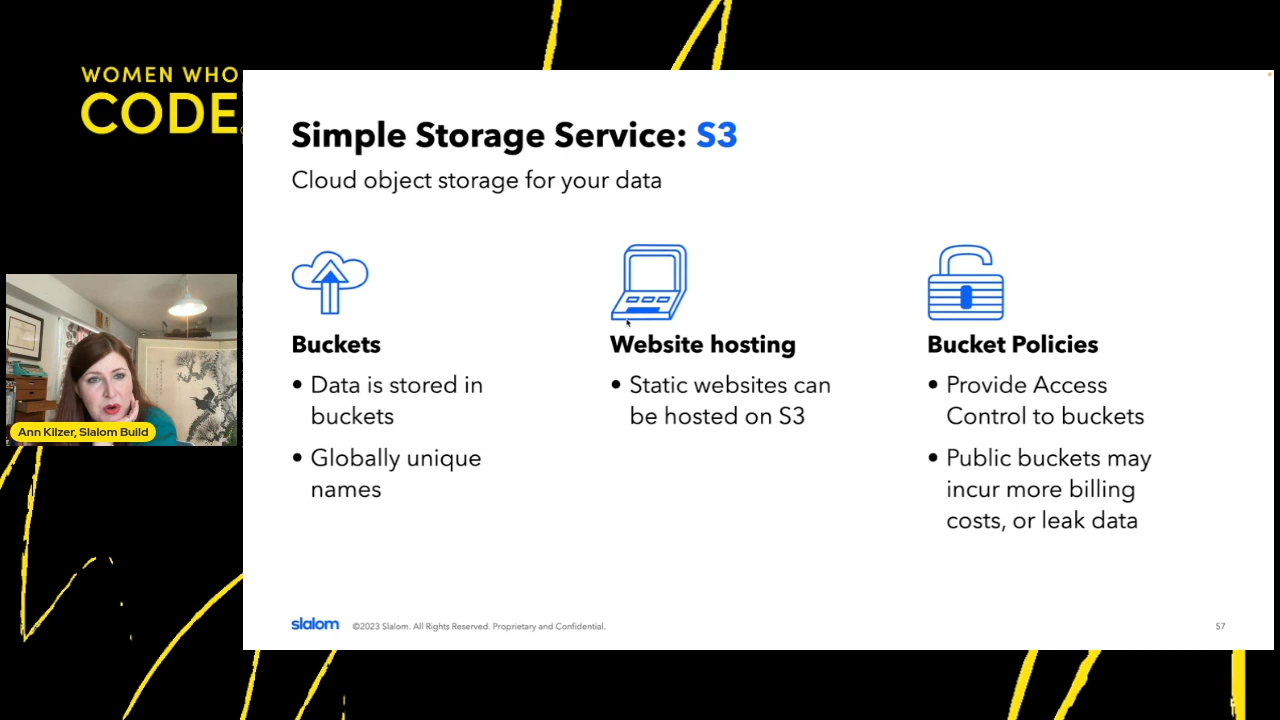 WOMEN WHO
CODE
Simple Storage Service: S3
Cloud object storage for your data
Buckets
• Data is stored in
buckets
• Globally unique
names
Website hosting
• Static websites can
be hosted on S3
Bucket Policies
• Provide Access
Control to buckets
• Public buckets may
incur more billing
costs, or leak data
Ann Kilzer, Slalom Build
slalom
©2023 Slalom. All Rights Reserved. Proprietary and Confidential.
57